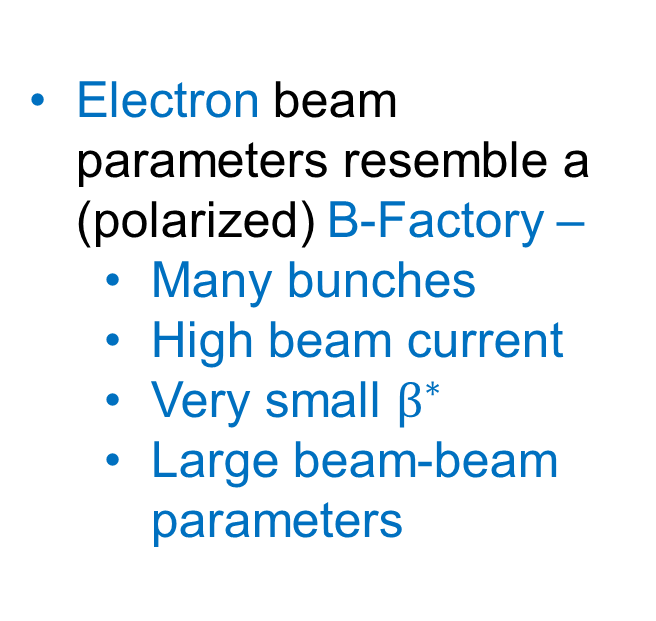 • Electron beam
parameters resemble a
(polarized) B-Factory –
• Many bunches
• High beam current
• Very small β*
• Large beam-beam
parameters